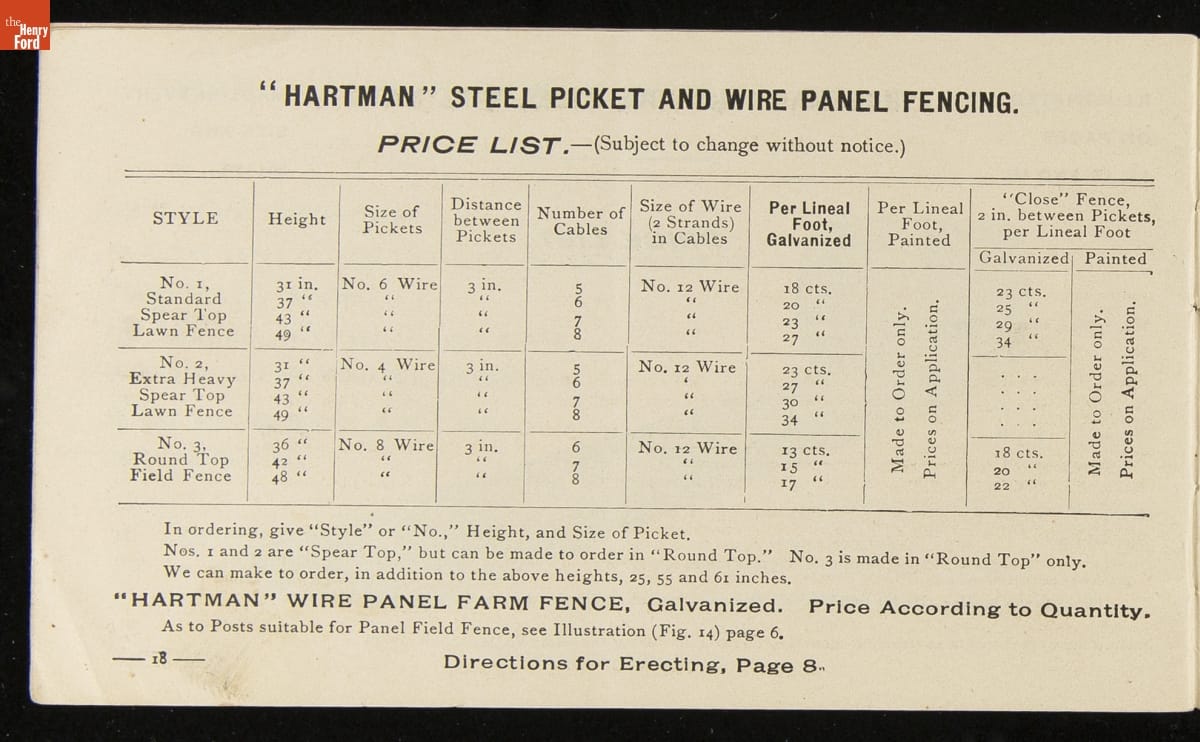 the
Henry
Ford
"HARTMAN" STEEL PICKET AND WIRE PANEL FENCING.
PRICE LIST.—(Subject to change without notice.)
STYLE Height Size of Pickets Distance between Pickets Number of Cables Size of Wire (2 Strands) in Cables Per Lineal Foot, Galvanized Per Lineal Foot, Painted "Close" Fence, 2 in. between Pickets, per Lineal Foot
Galvanized Painted
No. 1, 31 in. No. 6 Wire 3 in. 5 No. 12 Wire 18 cts. 23 cts.
Standard 37 " " " 6 " 20 " 25 "
Spear Top 43 " " " 7 " 23 " 29 "
Lawn Fence 49 " " " 8 " 27 " 34 "
No. 2, 31 " No. 4 Wire 3 in. 5 No. 12 Wire 23 cts. . . .
Extra Heavy 37 " " " 6 ‘ 27 " . . .
Spear Top 43 " " " 7 " 30 " . . .
Lawn Fence 49 " " " 8 " 34 " . . .
No. 3, 36 " No. 8 Wire 3 in. 6 No. 12 Wire 13 cts. 18 cts.
Round Top 42 " " " 7 " 15 " 20 "
Field Fence 48 " " " 8 " 17 " 22 "
Made to Order only.
Prices on Application.
Made to Order only.
Prices on Application.
In ordering, give "Style" or "No.," Height, and Size of Picket.
Nos. 1 and 2 are "Spear Top," but can be made to order in "Round Top." No. 3 is made in "Round Top" only.
We can make to order, in addition to the above heights, 25, 55 and 61 inches.
"HARTMAN" WIRE PANEL FARM FENCE, Galvanized. Price According to Quantity.
As to Posts suitable for Panel Field Fence, see Illustration (Fig. 14) page 6.
— 18 — Directions for Erecting, Page 8.